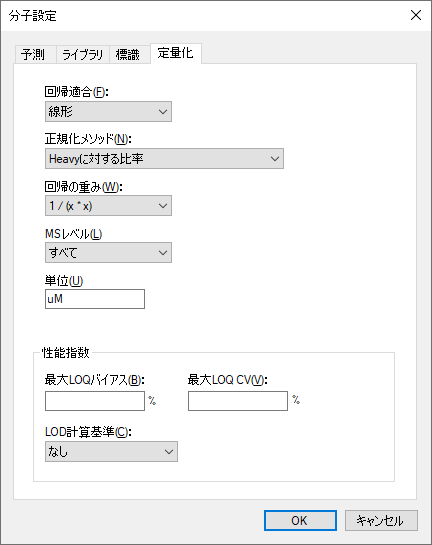 分子設定
予測 ライブラリ 標識 定量化
回帰適合(F):
線形
正規化メソッド(N):
Heavyに対する比率
回帰の重み(W):
1 / (x * x)
MSレベル(L)
すべて
単位(U)
uM
性能指数
最大LOQバイアス(B): 最大LOQ CV(V):
% %
LOD計算基準(C):
なし
OK キャンセル